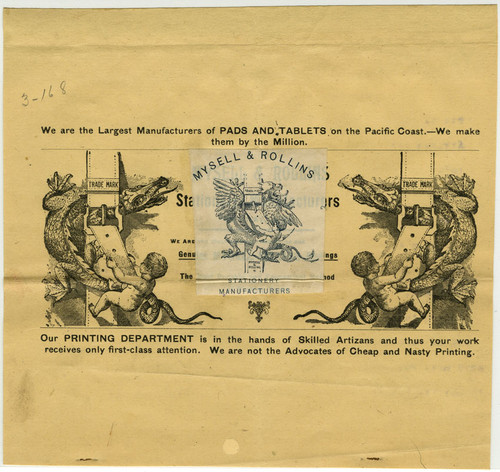 3-168
We are the Largest Manufacturers of PADS AND TABLETS on the Pacific Coast.—We make
them by the Million.
MYSELL & ROLLINS
TRADE MARK
TRADE MARK
STATIONERY
MANUFACTURERS
Our PRINTING DEPARTMENT is in the hands of Skilled Artizans and thus your work
receives only first-class attention. We are not the Advocates of Cheap and Nasty Printing.